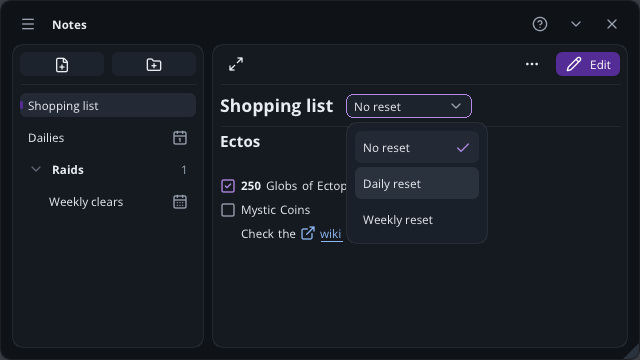 Notes
Edit
Shopping list
Dailies
Raids 1
Weekly clears
Shopping list No reset
No reset
Daily reset
Weekly reset
Ectos
250 Globs of Ectop
Mystic Coins
Check the wiki